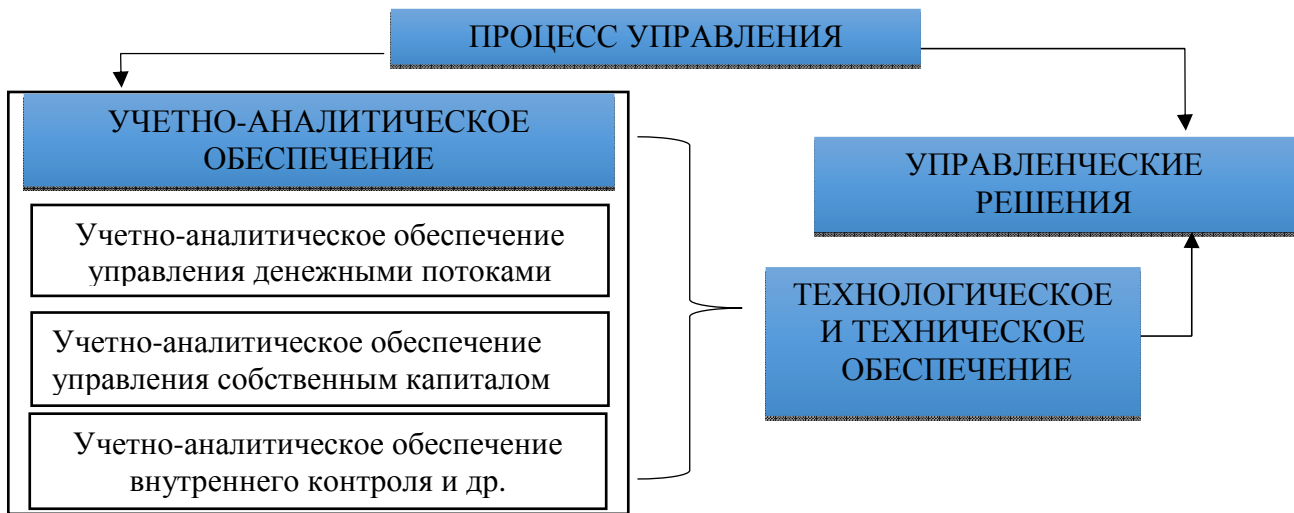 ПРОЦЕСС УПРАВЛЕНИЯ
УЧЕТНО-АНАЛИТИЧЕСКОЕ
ОБЕСПЕЧЕНИЕ
Учетно-аналитическое обеспечение
управления денежными потоками
Учетно-аналитическое обеспечение
управления собственным капиталом
Учетно-аналитическое обеспечение
внутреннего контроля и др.
УПРАВЛЕНЧЕСКИЕ
РЕШЕНИЯ
ТЕХНОЛОГИЧЕСКОЕ
И ТЕХНИЧЕСКОЕ
ОБЕСПЕЧЕНИЕ